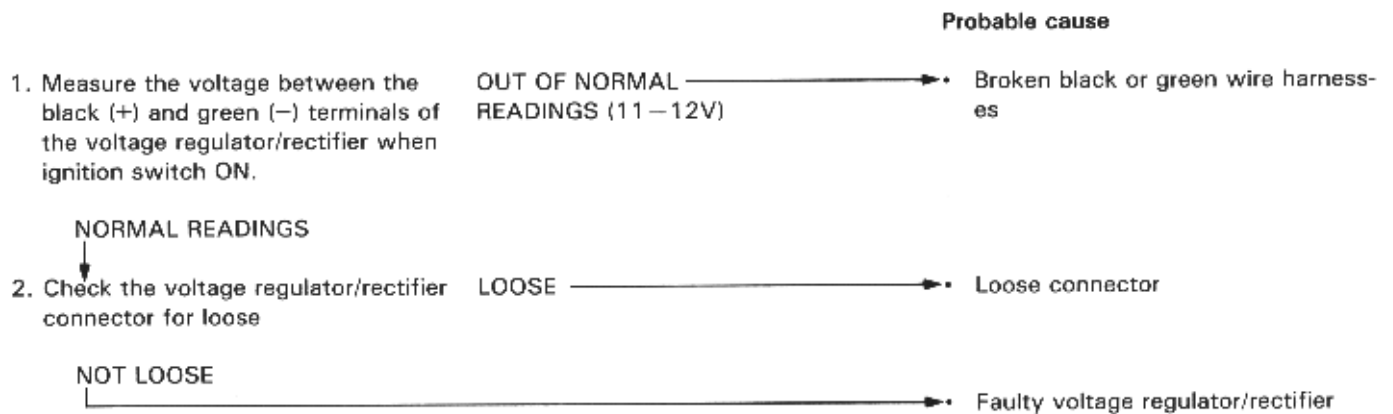 Probable cause
1. Measure the voltage between the
black (+) and green (−) terminals of
the voltage regulator/rectifier when
ignition switch ON.
OUT OF NORMAL
READINGS (11−12V)
• Broken black or green wire harness-
es
NORMAL READINGS
2. Check the voltage regulator/rectifier
connector for loose
LOOSE
• Loose connector
NOT LOOSE
• Faulty voltage regulator/rectifier